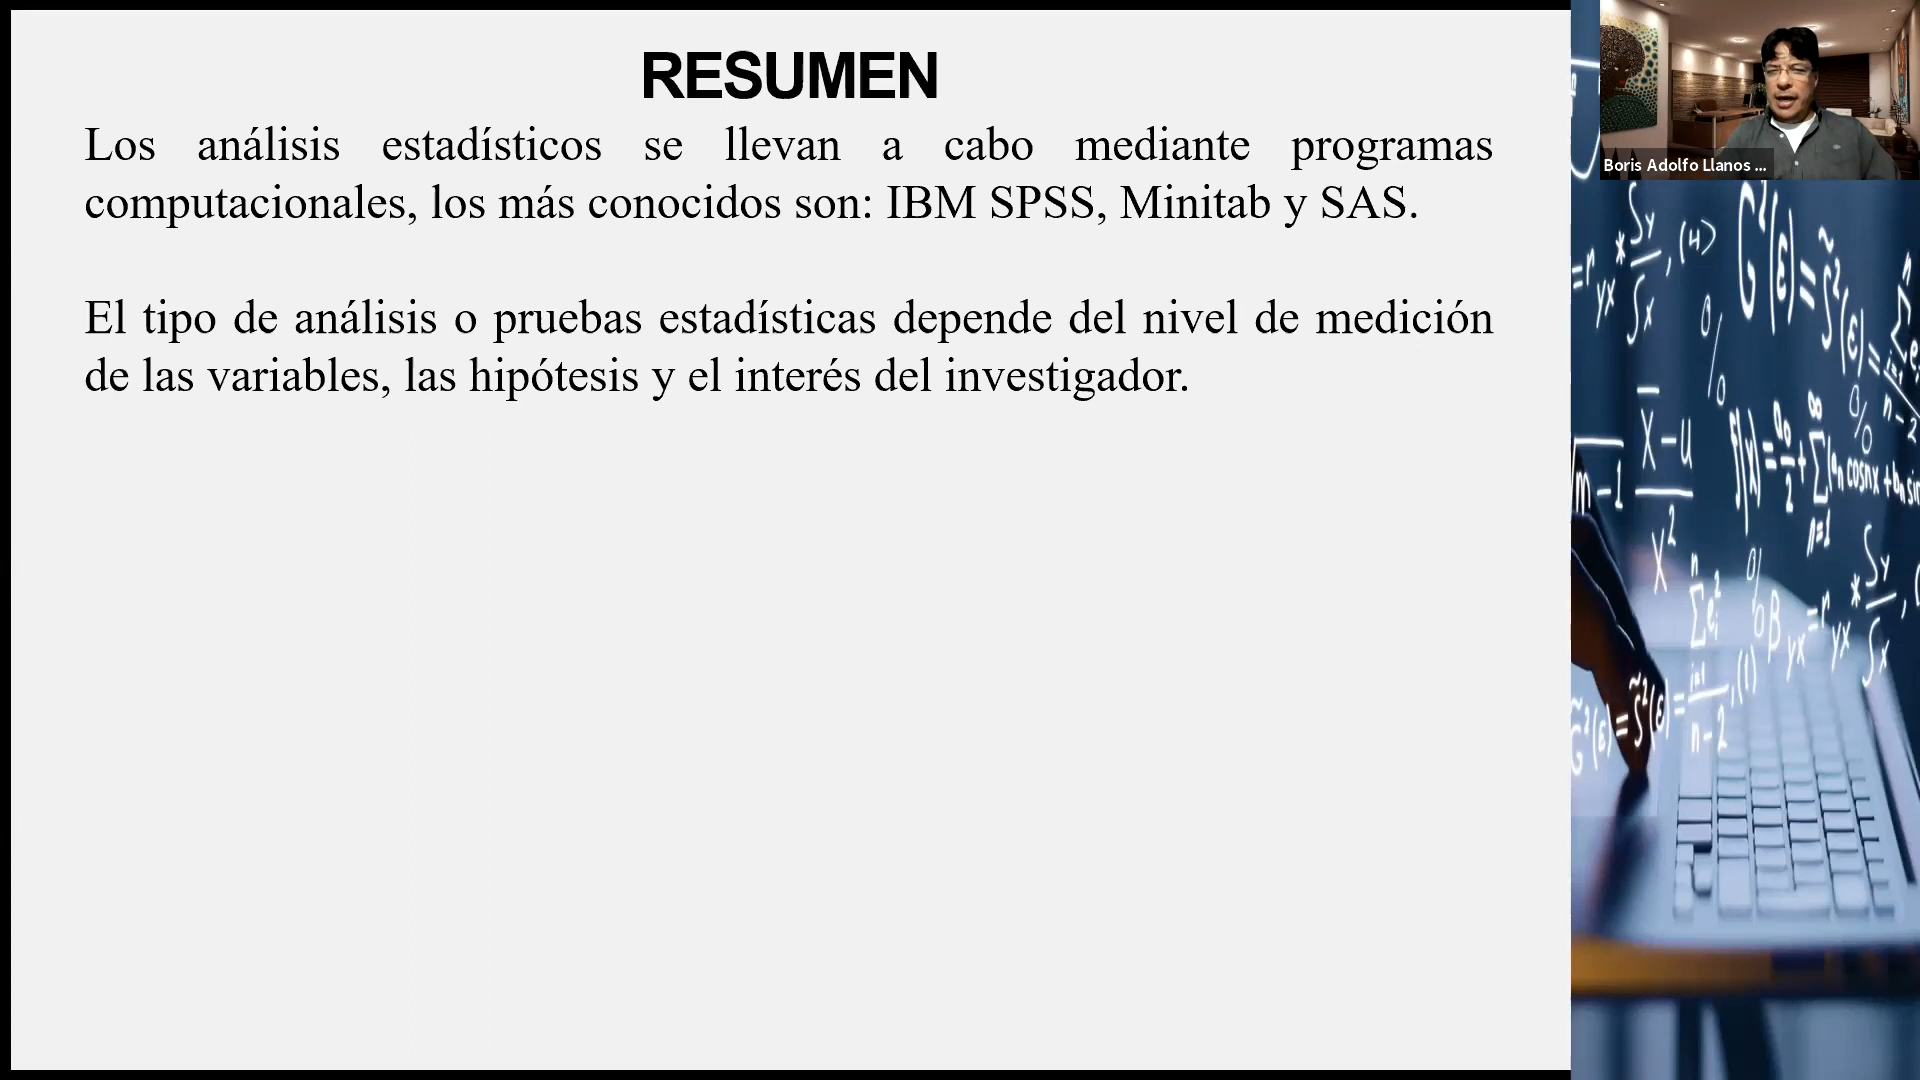 RESUMEN
Los análisis estadísticos se llevan a cabo mediante programas
computacionales, los más conocidos son: IBM SPSS, Minitab y SAS.
El tipo de análisis o pruebas estadísticas depende del nivel de medición
de las variables, las hipótesis y el interés del investigador.
Boris Adolfo Llanos ...